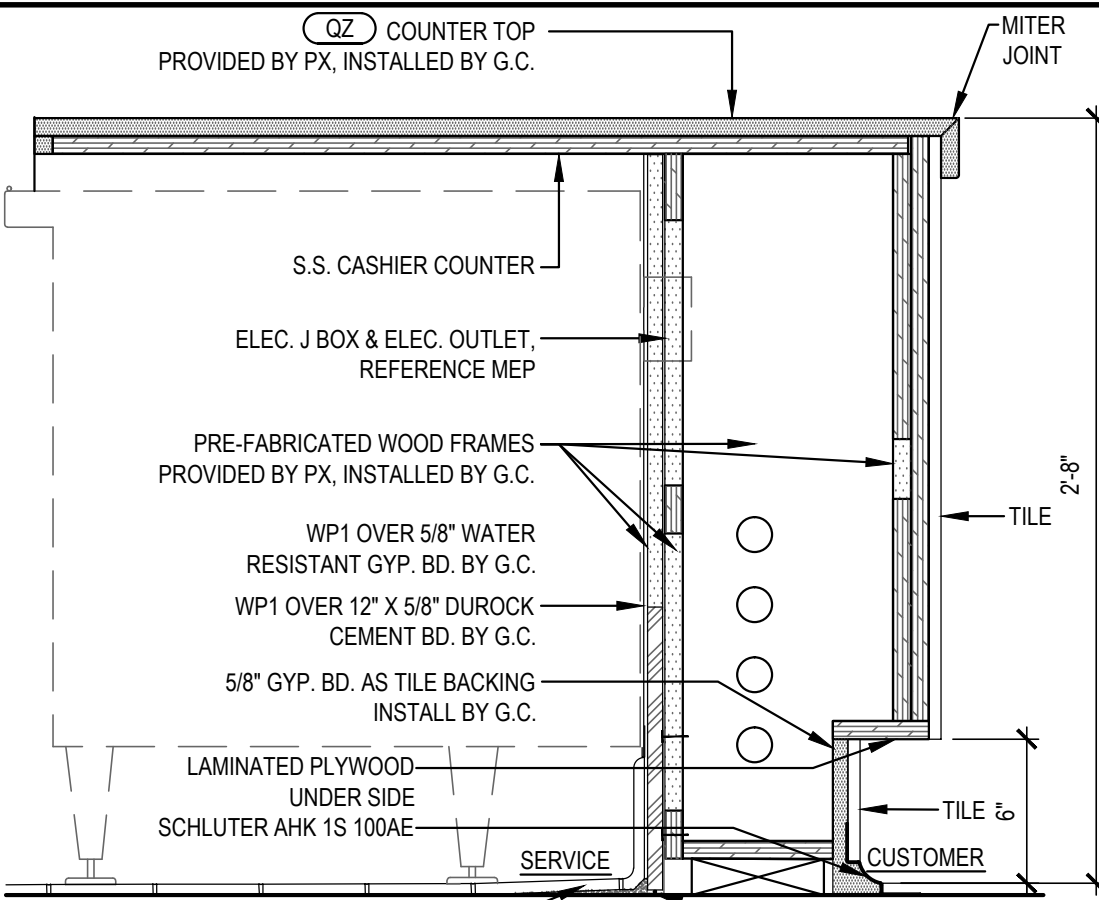 QZ COUNTER TOP
PROVIDED BY PX, INSTALLED BY G.C.
MITER
JOINT
S.S. CASHIER COUNTER
ELEC. J BOX & ELEC. OUTLET,
REFERENCE MEP
PRE-FABRICATED WOOD FRAMES
PROVIDED BY PX, INSTALLED BY G.C.
2'-8"
TILE
WP1 OVER 5/8" WATER
RESISTANT GYP. BD. BY G.C.
WP1 OVER 12" X 5/8" DUROCK
CEMENT BD. BY G.C.
5/8" GYP. BD. AS TILE BACKING
INSTALL BY G.C.
LAMINATED PLYWOOD
UNDER SIDE
TILE
6"
SCHLUTER AHK 1S 100AE
SERVICE
CUSTOMER